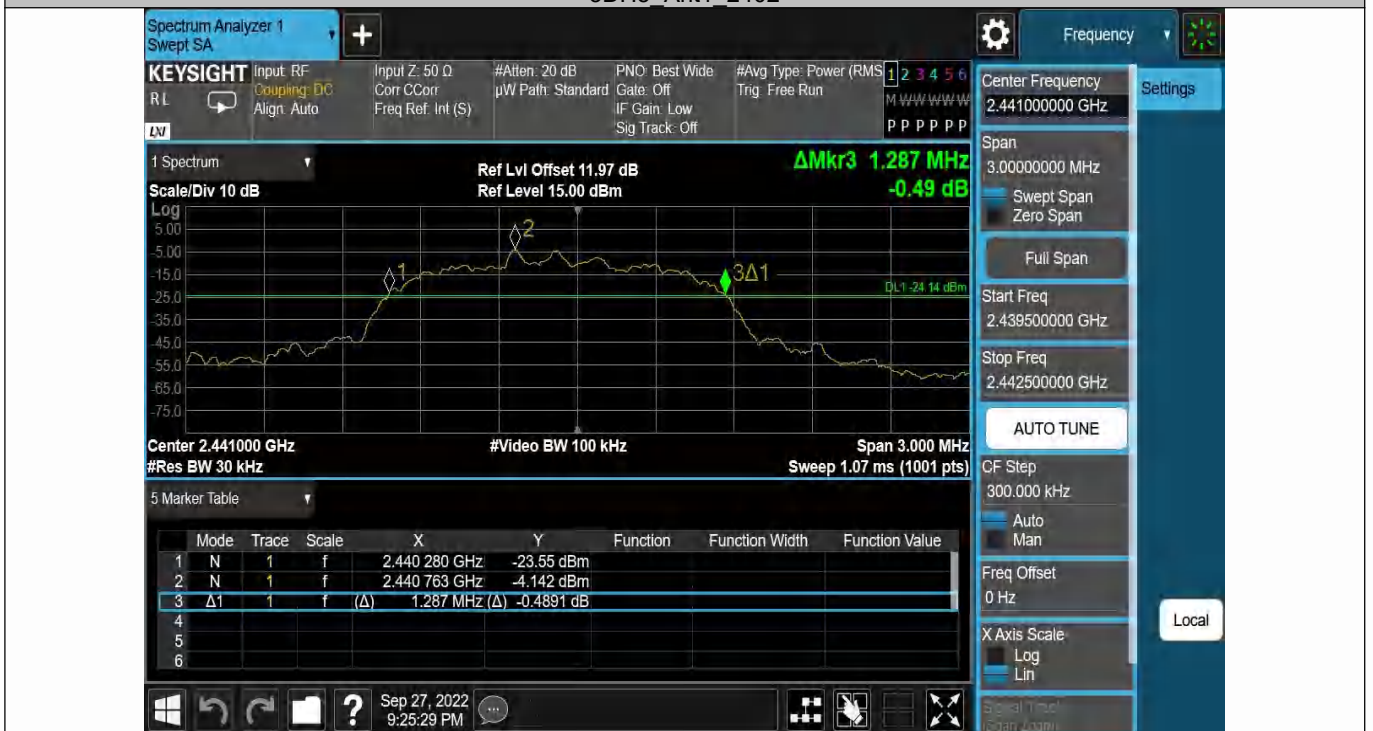 Spectrum Analyzer 1
Swept SA
Frequency
KEYSIGHT
RL
LXI
Input: RF
Coupling: DC
Align: Auto
Input Z: 50 Ω
Corr CCorr
Freq Ref: Int (S)
#Atten: 20 dB
µW Path: Standard
PNO: Best Wide
Gate: Off
IF Gain: Low
Sig Track: Off
#Avg Type: Power (RMS
Trig: Free Run
1 2 3 4 5 6
M W W W W W
P P P P P P
1 Spectrum
Scale/Div 10 dB
Ref Lvl Offset 11.97 dB
Ref Level 15.00 dBm
ΔMkr3 1.287 MHz
-0.49 dB
Log
5.00
-5.00
-15.0
-25.0
-35.0
-45.0
-55.0
-65.0
-75.0
1
2
3Δ1
DL1 -24.14 dBm
Center 2.441000 GHz
#Video BW 100 kHz
Span 3.000 MHz
#Res BW 30 kHz
Sweep 1.07 ms (1001 pts)
5 Marker Table
Mode Trace Scale X Y Function Function Width Function Value
1 N 1 f 2.440 280 GHz -23.55 dBm
2 N 1 f 2.440 763 GHz -4.142 dBm
3 Δ1 1 f (Δ) 1.287 MHz (Δ) -0.4891 dB
4
5
6
Sep 27, 2022
9:25:29 PM
Center Frequency
2.441000000 GHz
Settings
Span
3.00000000 MHz
Swept Span
Zero Span
Full Span
Start Freq
2.439500000 GHz
Stop Freq
2.442500000 GHz
AUTO TUNE
CF Step
300.000 kHz
Auto
Man
Freq Offset
0 Hz
X Axis Scale
Log
Lin
Local
Signal Track
(Span Zoom)